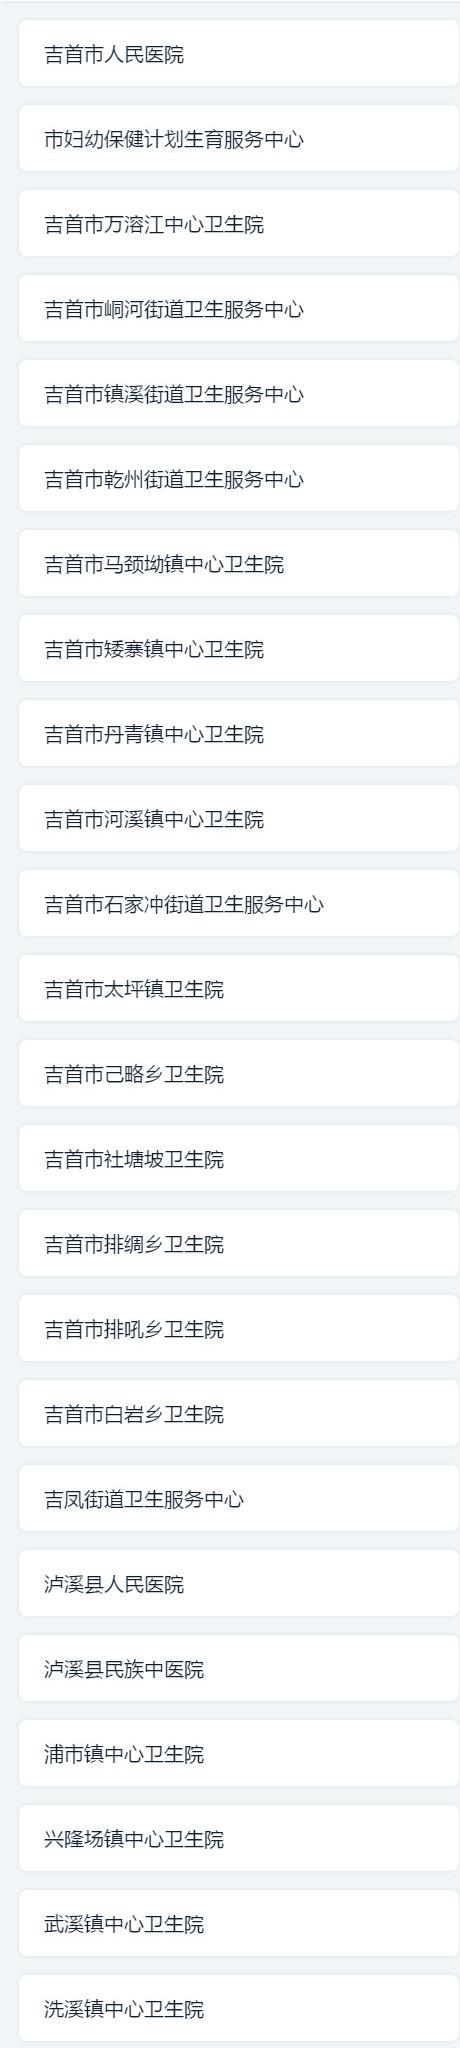 吉首市人民医院
市妇幼保健计划生育服务中心
吉首市万溶江中心卫生院
吉首市峒河街道卫生服务中心
吉首市镇溪街道卫生服务中心
吉首市乾州街道卫生服务中心
吉首市马颈坳镇中心卫生院
吉首市矮寨镇中心卫生院
吉首市丹青镇中心卫生院
吉首市河溪镇中心卫生院
吉首市石家冲街道卫生服务中心
吉首市太坪镇卫生院
吉首市己略乡卫生院
吉首市社塘坡卫生院
吉首市排绸乡卫生院
吉首市排吼乡卫生院
吉首市白岩乡卫生院
吉凤街道卫生服务中心
泸溪县人民医院
泸溪县民族中医院
浦市镇中心卫生院
兴隆场镇中心卫生院
武溪镇中心卫生院
洗溪镇中心卫生院